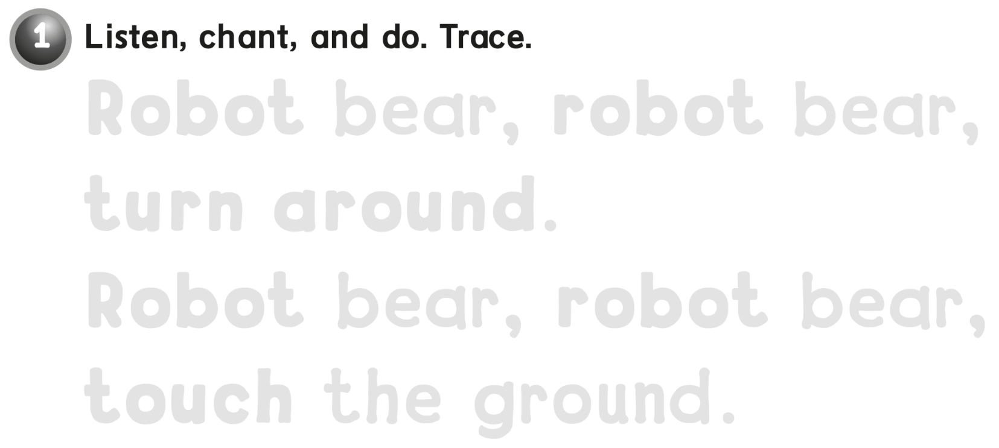 1 Listen, chant, and do. Trace.
Robot bear, robot bear,
turn around.
Robot bear, robot bear,
touch the ground.